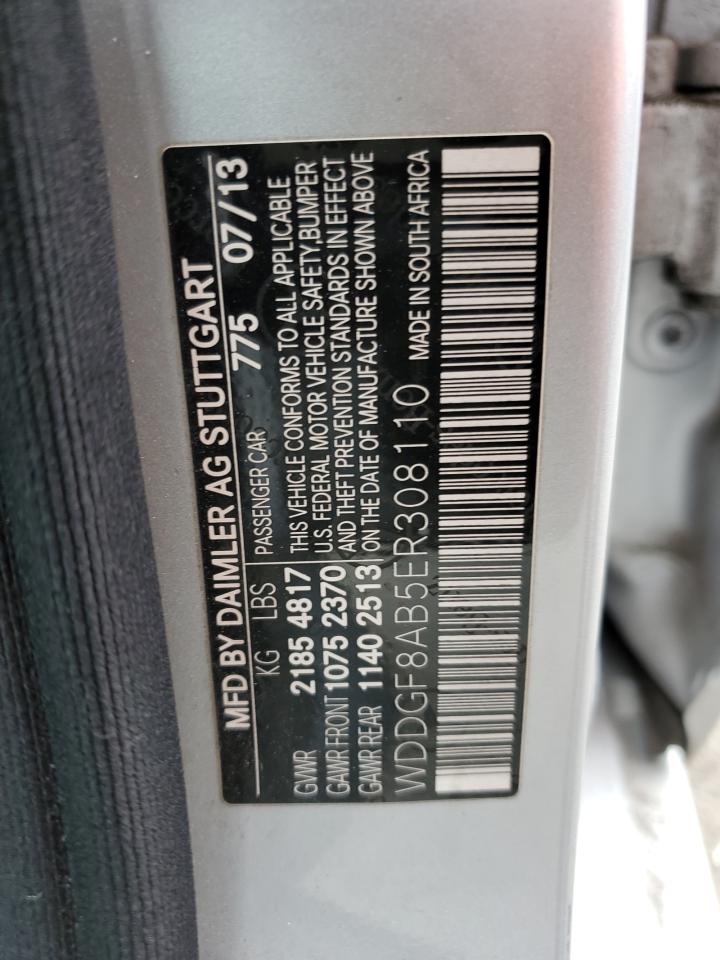 MFD BY DAIMLER AG STUTTGART
775 07/13
KG LBS PASSENGER CAR
GVWR 2185 4817 THIS VEHICLE CONFORMS TO ALL APPLICABLE
U.S. FEDERAL MOTOR VEHICLE SAFETY,BUMPER
GAWR FRONT 1075 2370 AND THEFT PREVENTION STANDARDS IN EFFECT
GAWR REAR 1140 2513 ON THE DATE OF MANUFACTURE SHOWN ABOVE
WDDGF8AB5ER308110 MADE IN SOUTH AFRICA